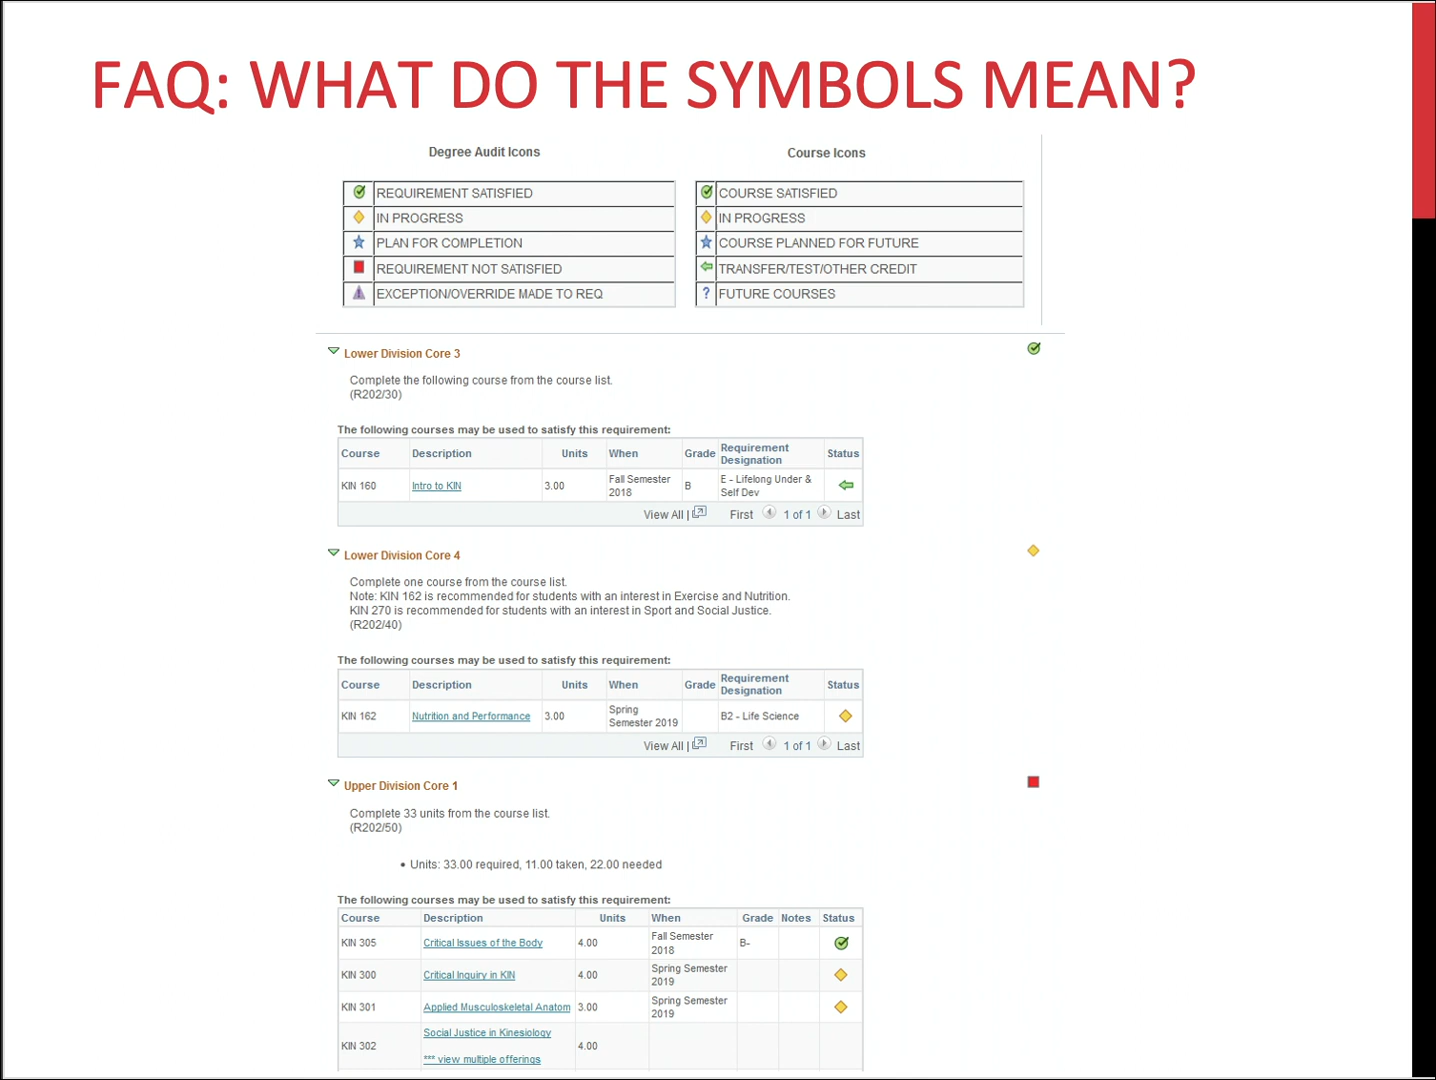 FAQ: WHAT DO THE SYMBOLS MEAN?
Degree Audit Icons
REQUIREMENT SATISFIED
IN PROGRESS
PLAN FOR COMPLETION
REQUIREMENT NOT SATISFIED
EXCEPTION/OVERRIDE MADE TO REQ
Course Icons
COURSE SATISFIED
IN PROGRESS
COURSE PLANNED FOR FUTURE
TRANSFER/TEST/OTHER CREDIT
? FUTURE COURSES
Lower Division Core 3
Complete the following course from the course list.
(R202/30)
The following courses may be used to satisfy this requirement:
Course Description Units When Grade Requirement Designation Status
KIN 160 Intro to KIN 3.00 Fall Semester 2018 B E - Lifelong Under & Self Dev
View All | First 1 of 1 Last
Lower Division Core 4
Complete one course from the course list.
Note: KIN 162 is recommended for students with an interest in Exercise and Nutrition.
KIN 270 is recommended for students with an interest in Sport and Social Justice.
(R202/40)
The following courses may be used to satisfy this requirement:
Course Description Units When Grade Requirement Designation Status
KIN 162 Nutrition and Performance 3.00 Spring Semester 2019 B2 - Life Science
View All | First 1 of 1 Last
Upper Division Core 1
Complete 33 units from the course list.
(R202/50)
• Units: 33.00 required, 11.00 taken, 22.00 needed
The following courses may be used to satisfy this requirement:
Course Description Units When Grade Notes Status
KIN 305 Critical Issues of the Body 4.00 Fall Semester 2018 B-
KIN 300 Critical Inquiry in KIN 4.00 Spring Semester 2019
KIN 301 Applied Musculoskeletal Anatom 3.00 Spring Semester 2019
KIN 302 Social Justice in Kinesiology 4.00
*** view multiple offerings